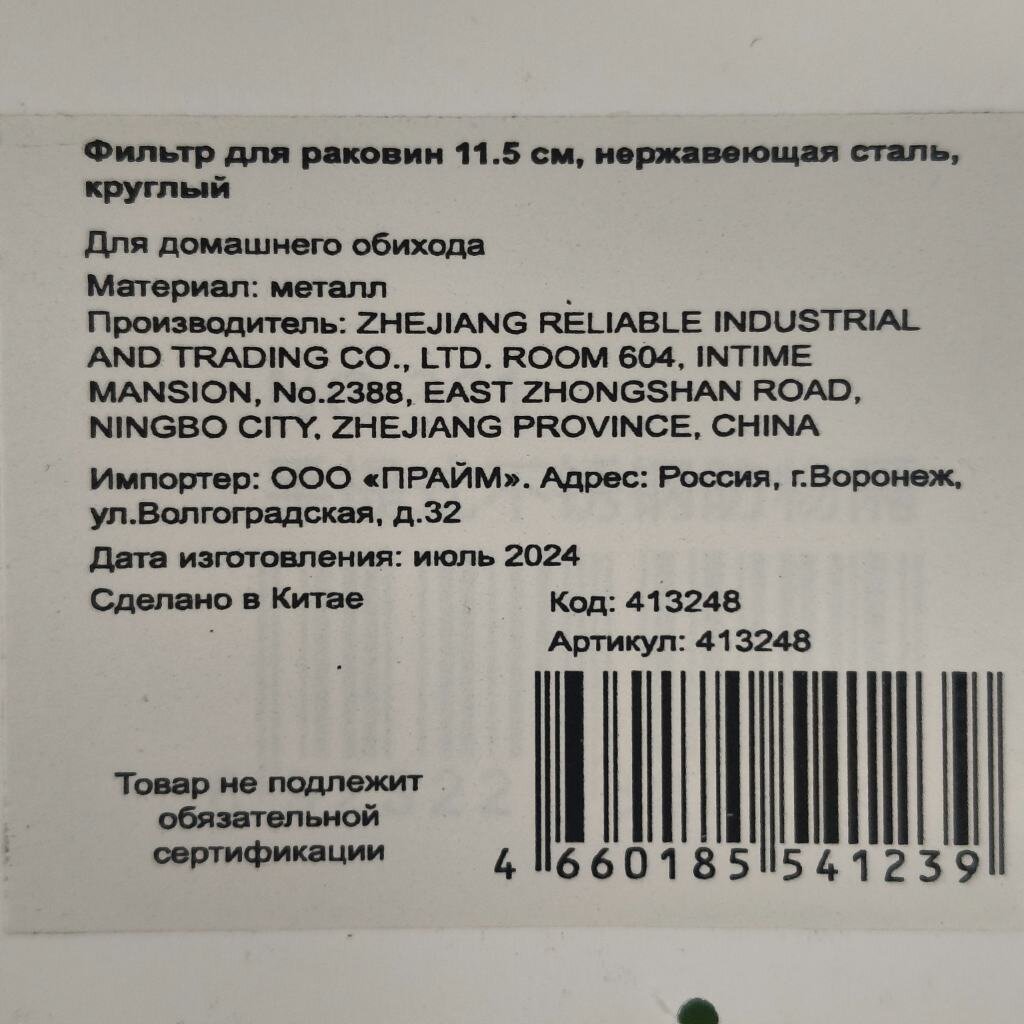 Фильтр для раковин 11.5 см, нержавеющая сталь,
круглый
Для домашнего обихода
Материал: металл
Производитель: ZHEJIANG RELIABLE INDUSTRIAL
AND TRADING CO., LTD. ROOM 604, INTIME
MANSION, No.2388, EAST ZHONGSHAN ROAD,
NINGBO CITY, ZHEJIANG PROVINCE, CHINA
Импортер: ООО «ПРАЙМ». Адрес: Россия, г.Воронеж,
ул.Волгоградская, д.32
Дата изготовления: июль 2024
Сделано в Китае
Код: 413248
Артикул: 413248
Товар не подлежит
обязательной
сертификации
4 660185 541239